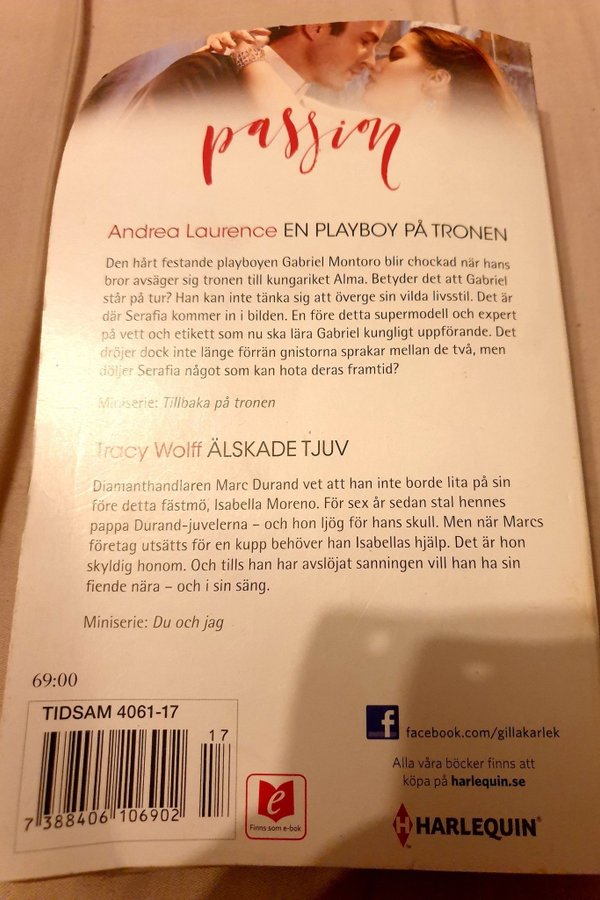 passion
Andrea Laurence EN PLAYBOY PÅ TRONEN
Den hårt festande playboyen Gabriel Montoro blir chockad när hans
bror avsäger sig tronen till kungariket Alma. Betyder det att Gabriel
står på tur? Han kan inte tänka sig att överge sin vilda livsstil. Det är
där Serafia kommer in i bilden. En före detta supermodell och expert
på vett och etikett som nu ska lära Gabriel kungligt uppförande. Det
dröjer dock inte länge förrän gnistorna sprakar mellan de två, men
döljer Serafia något som kan hota deras framtid?
Miniserie: Tillbaka på tronen
Tracy Wolff ÄLSKADE TJUV
Diamanthandlaren Marc Durand vet att han inte borde lita på sin
före detta fästmö, Isabella Moreno. För sex år sedan stal hennes
pappa Durand-juvelerna – och hon ljög för hans skull. Men när Marcs
företag utsätts för en kupp behöver han Isabellas hjälp. Det är hon
skyldig honom. Och tills han har avslöjat sanningen vill han ha sin
fiende nära – och i sin säng.
Miniserie: Du och jag
69:00
TIDSAM 4061-17
17
7 388406 106902
e
Finns som e-bok
f facebook.com/gillakarlek
Alla våra böcker finns att
köpa på harlequin.se
H HARLEQUIN®